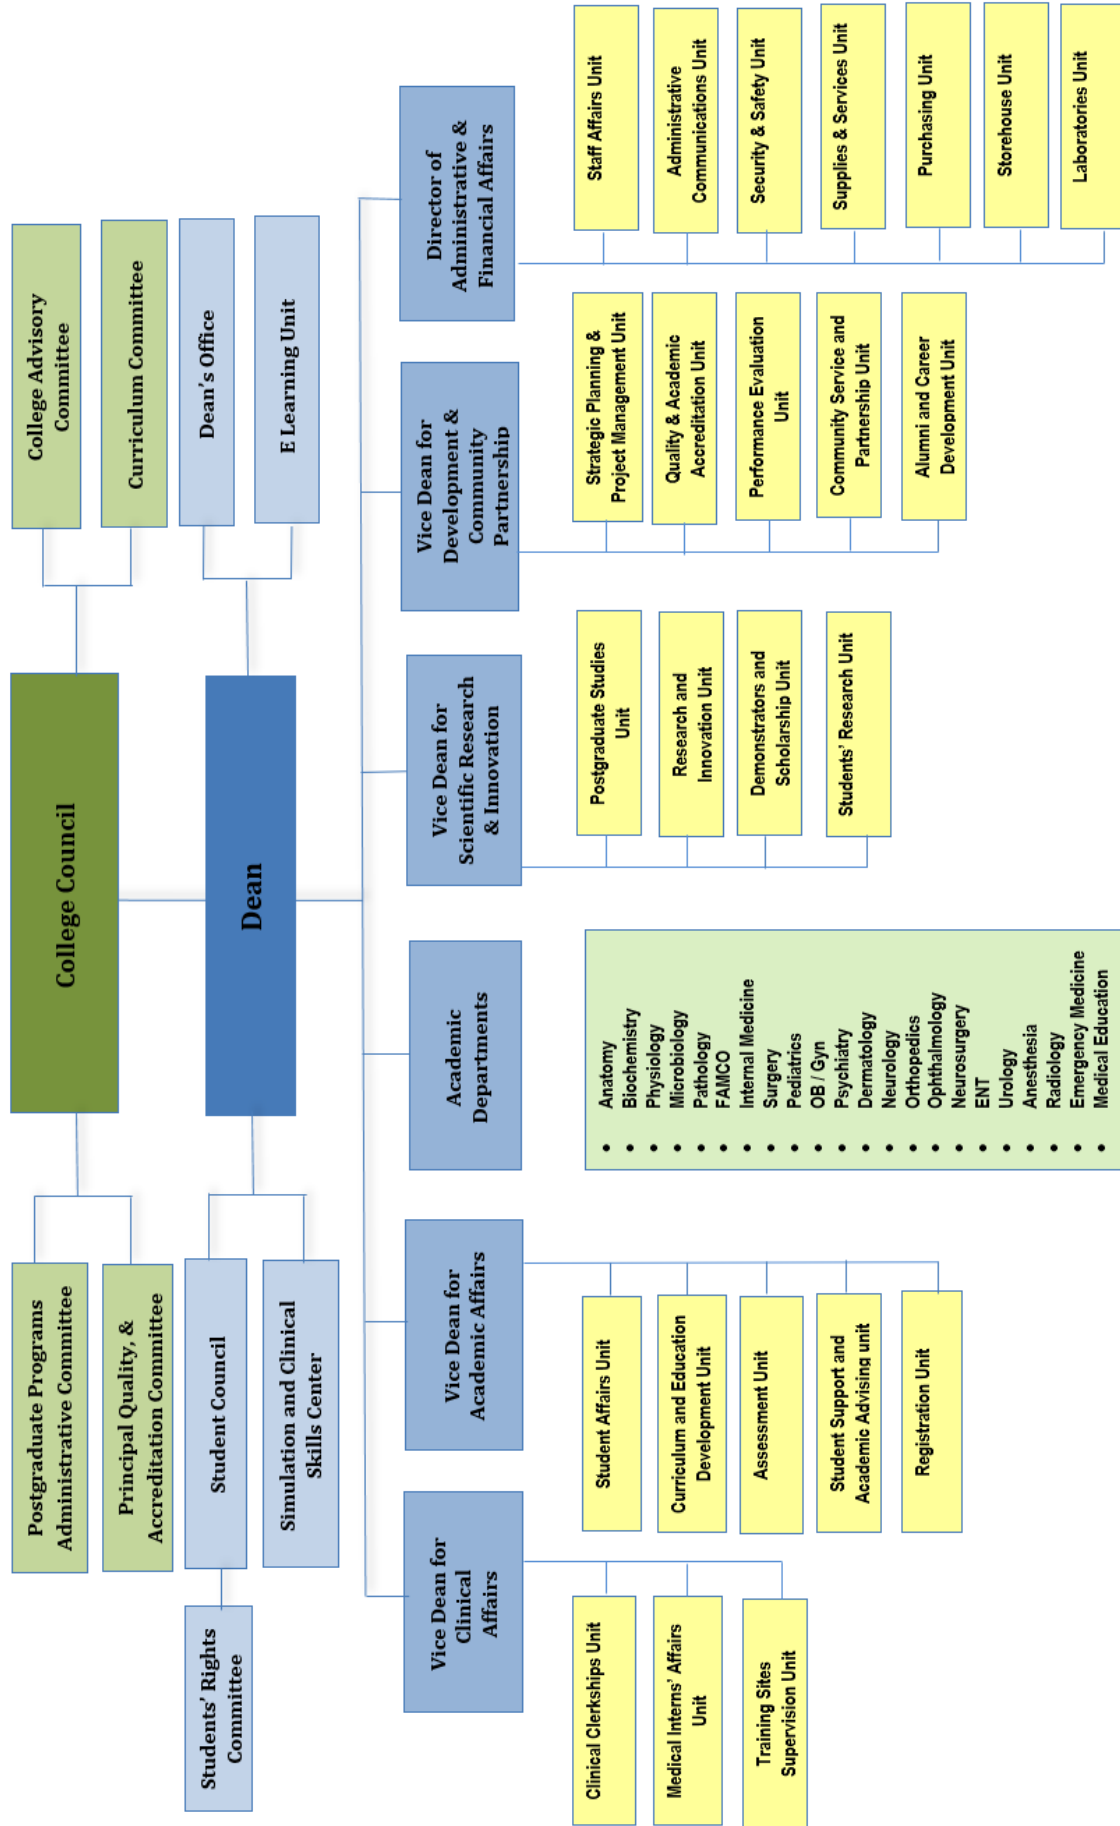 College Council
Postgraduate Programs
Administrative Committee
Principal Quality, &
Accreditation Committee
College Advisory
Committee
Curriculum Committee
Dean
Students' Rights
Committee
Student Council
Simulation and Clinical
Skills Center
Dean's Office
E Learning Unit
Vice Dean for
Clinical
Affairs
Clinical Clerkships Unit
Medical Interns' Affairs
Unit
Training Sites
Supervision Unit
Vice Dean for
Academic Affairs
Student Affairs Unit
Curriculum and Education
Development Unit
Assessment Unit
Student Support and
Academic Advising unit
Registration Unit
Academic
Departments
• Anatomy
• Biochemistry
• Physiology
• Microbiology
• Pathology
• FAMCO
• Internal Medicine
• Surgery
• Pediatrics
• OB / Gyn
• Psychiatry
• Dermatology
• Neurology
• Orthopedics
• Ophthalmology
• Neurosurgery
• ENT
• Urology
• Anesthesia
• Radiology
• Emergency Medicine
• Medical Education
Vice Dean for
Scientific Research
& Innovation
Postgraduate Studies
Unit
Research and
Innovation Unit
Demonstrators and
Scholarship Unit
Students' Research Unit
Vice Dean for
Development &
Community
Partnership
Strategic Planning &
Project Management Unit
Quality & Academic
Accreditation Unit
Performance Evaluation
Unit
Community Service and
Partnership Unit
Alumni and Career
Development Unit
Director of
Administrative &
Financial Affairs
Staff Affairs Unit
Administrative
Communications Unit
Security & Safety Unit
Supplies & Services Unit
Purchasing Unit
Storehouse Unit
Laboratories Unit